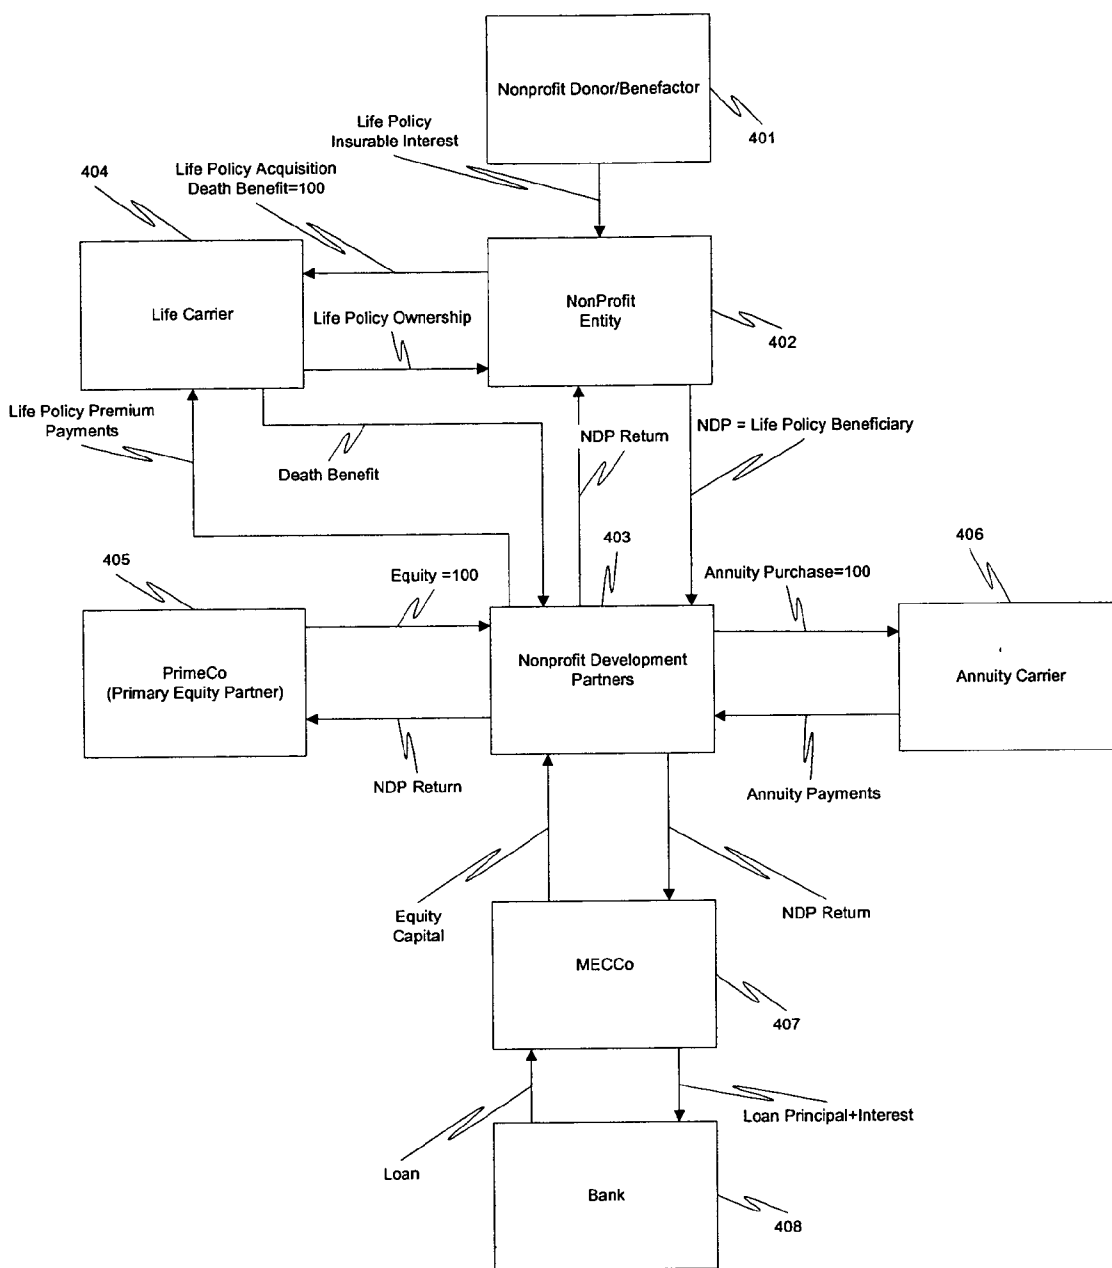 Nonprofit Donor/Benefactor
401
Life Policy
Insurable Interest
404
Life Policy Acquisition
Death Benefit=100
Life Carrier
NonProfit
Entity
402
Life Policy Ownership
Life Policy Premium
Payments
NDP Return
NDP = Life Policy Beneficiary
Death Benefit
405
Equity =100
403
Annuity Purchase=100
406
PrimeCo
(Primary Equity Partner)
Nonprofit Development
Partners
Annuity Carrier
NDP Return
Annuity Payments
Equity
Capital
NDP Return
MECCo
407
Loan
Loan Principal+Interest
Bank
408